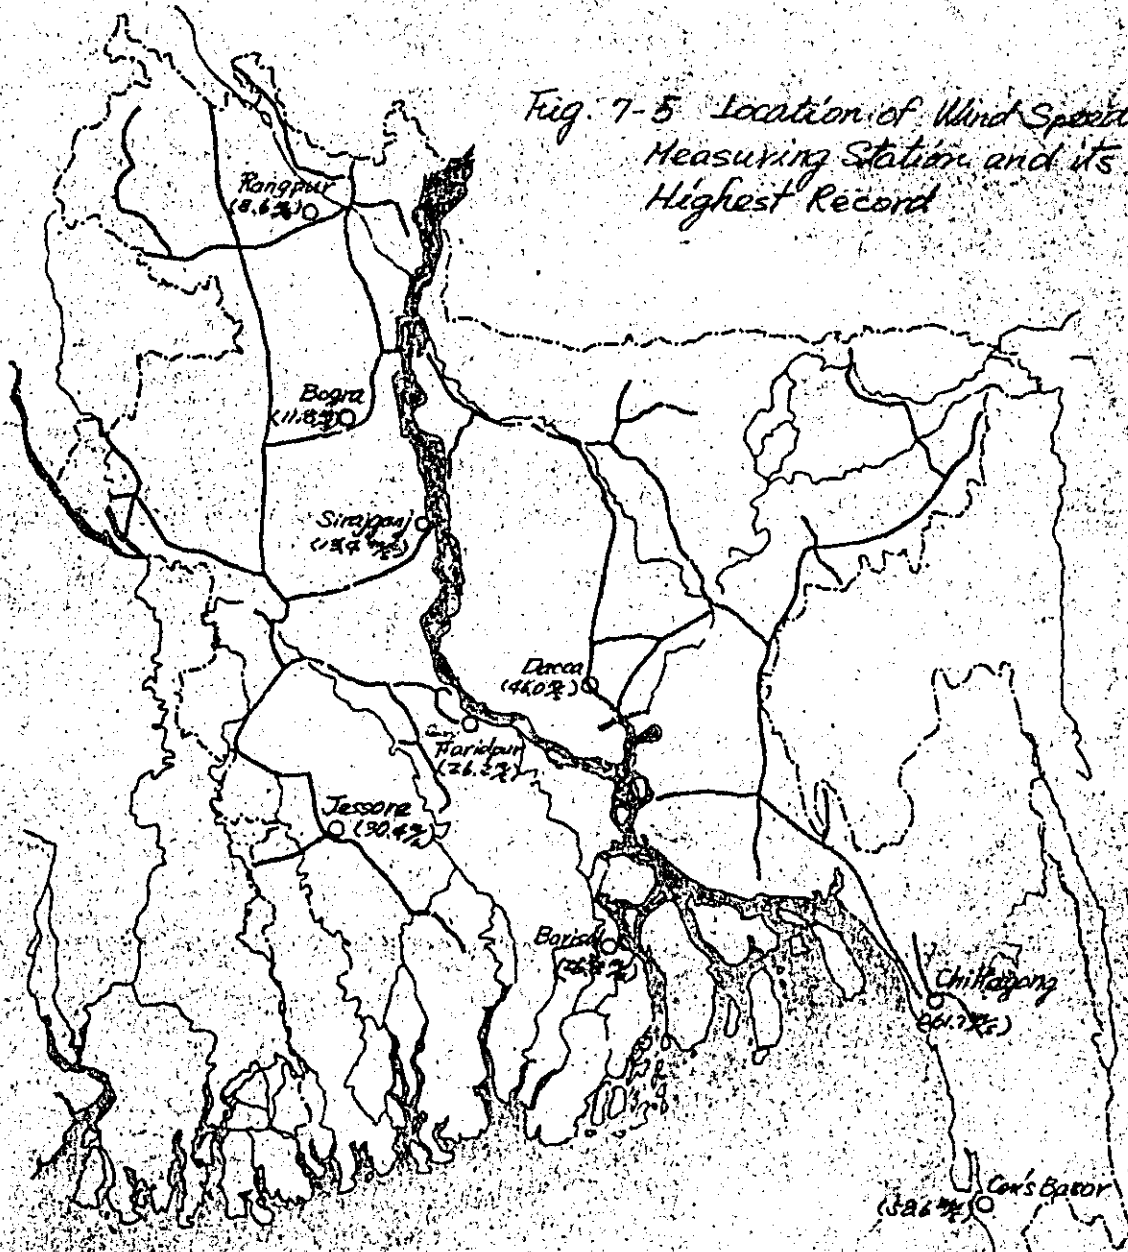 Fig. 7-5 Location of Wind Speed
Measuring Station and its
Highest Record
Rangpur
(8.6 m/s)
Bogra
(11.8 m/s)
Sirajganj
Dacca
(46.0 m/s)
Faridpur
(26.2 m/s)
Jessore
(30.4 m/s)
Barisal
Chittagong
(61.7 m/s)
Cox's Bazar
(58.6 m/s)